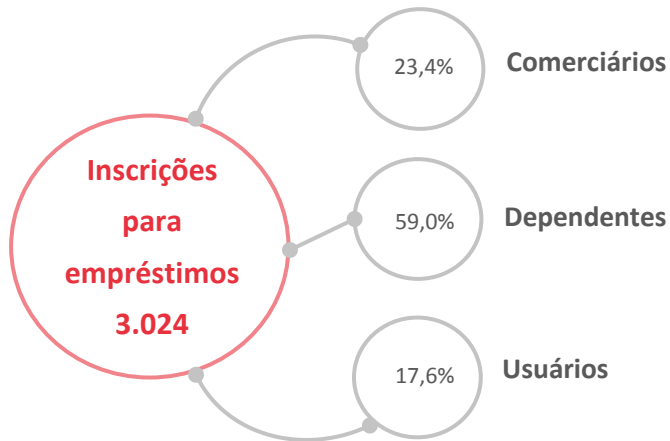 Inscrições
para
empréstimos
3.024
23,4%
Comerciários
59,0%
Dependentes
17,6%
Usuários